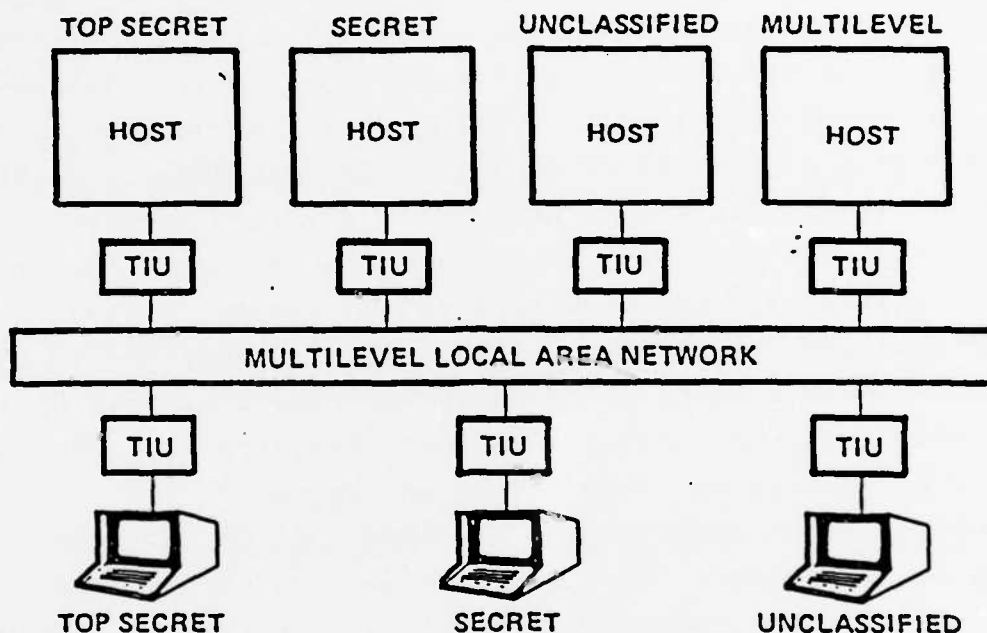 TOP SECRET SECRET UNCLASSIFIED MULTILEVEL
HOST HOST HOST HOST
TIU TIU TIU TIU
MULTILEVEL LOCAL AREA NETWORK
TIU TIU TIU
TOP SECRET SECRET UNCLASSIFIED